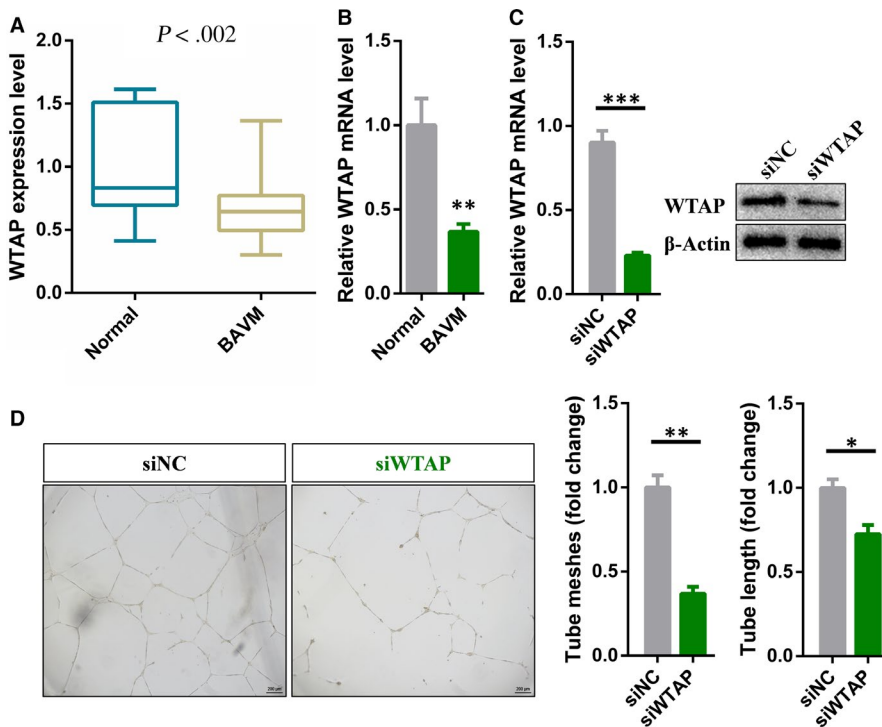 A
P < .002
WTAP expression level
2.0
1.5
1.0
0.5
0.0
Normal
BAVM
B
Relative WTAP mRNA level
1.5
1.0
0.5
0.0
**
Normal
BAVM
C
Relative WTAP mRNA level
1.5
1.0
0.5
0.0
***
siNC
siWTAP
siNC
siWTAP
WTAP
β-Actin
D
siNC
siWTAP
200 μm
200 μm
Tube meshes (fold change)
1.5
1.0
0.5
0.0
**
siNC
siWTAP
Tube length (fold change)
1.5
1.0
0.5
0.0
*
siNC
siWTAP